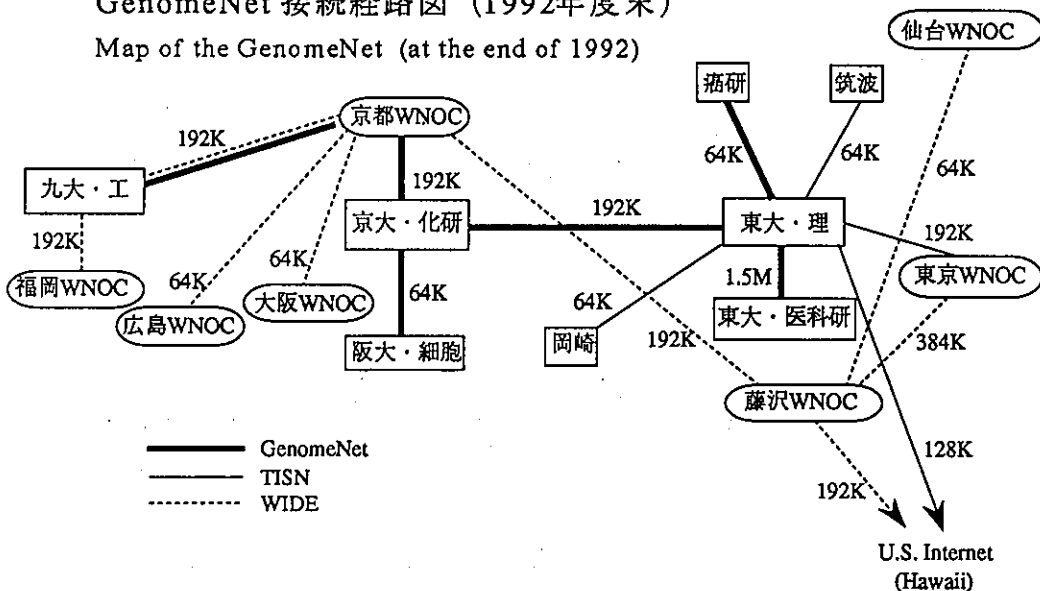 GenomeNet 接続経路図 (1992年度末)
Map of the GenomeNet (at the end of 1992)
仙台WNOC
癌研
筑波
京都WNOC
192K
64K
64K
64K
九大・工
192K
京大・化研
192K
東大・理
192K
192K
福岡WNOC
64K
広島WNOC
64K
大阪WNOC
64K
阪大・細胞
64K
岡崎
1.5M
東大・医科研
東京WNOC
192K
384K
藤沢WNOC
GenomeNet
TISN
WIDE
192K
128K
U.S. Internet
(Hawaii)